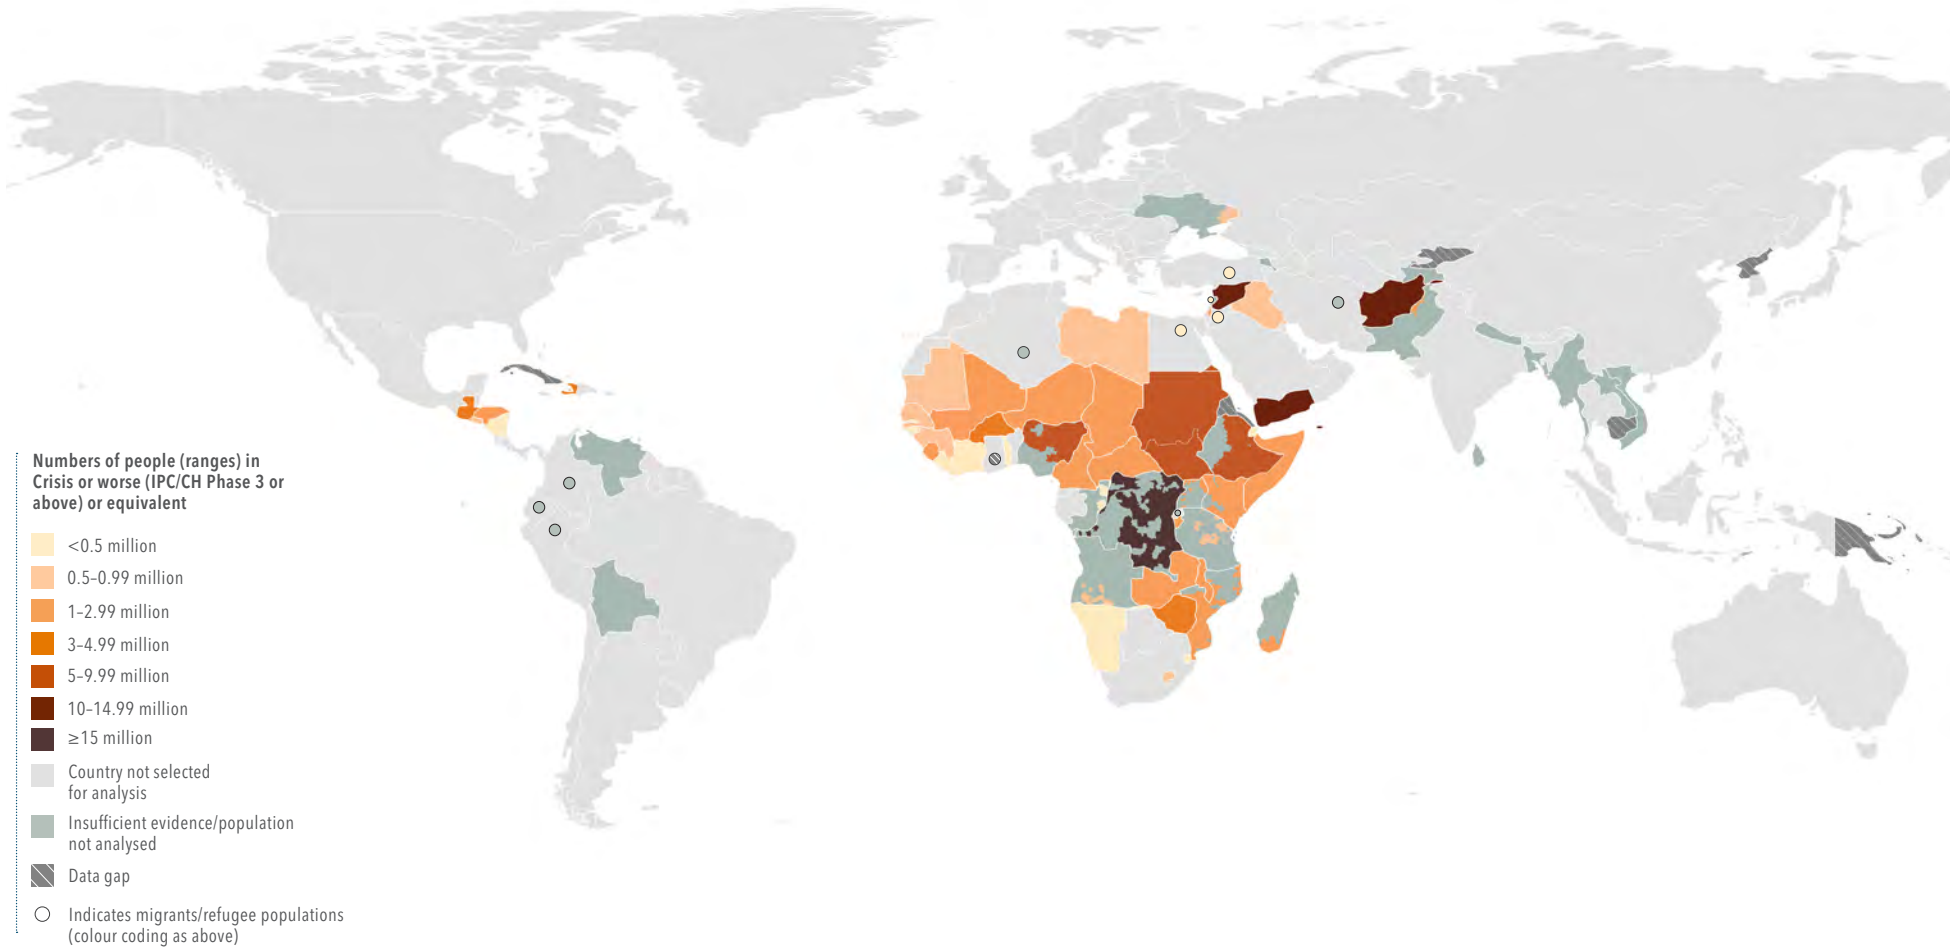 Numbers of people (ranges) in
Crisis or worse (IPC/CH Phase 3 or
above) or equivalent
<0.5 million
0.5–0.99 million
1–2.99 million
3–4.99 million
5–9.99 million
10–14.99 million
≥15 million
Country not selected
for analysis
Insufficient evidence/population
not analysed
Data gap
Indicates migrants/refugee populations
(colour coding as above)